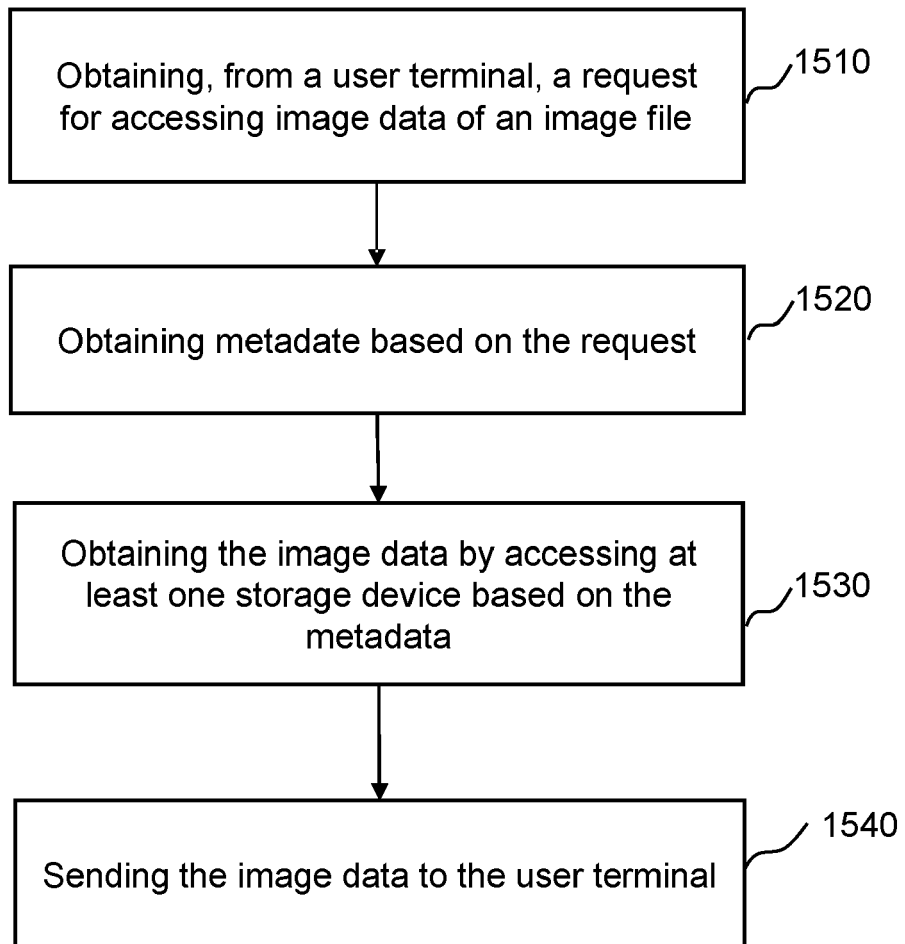 Obtaining, from a user terminal, a request
for accessing image data of an image file
1510
Obtaining metadate based on the request
1520
Obtaining the image data by accessing at
least one storage device based on the
metadata
1530
Sending the image data to the user terminal
1540